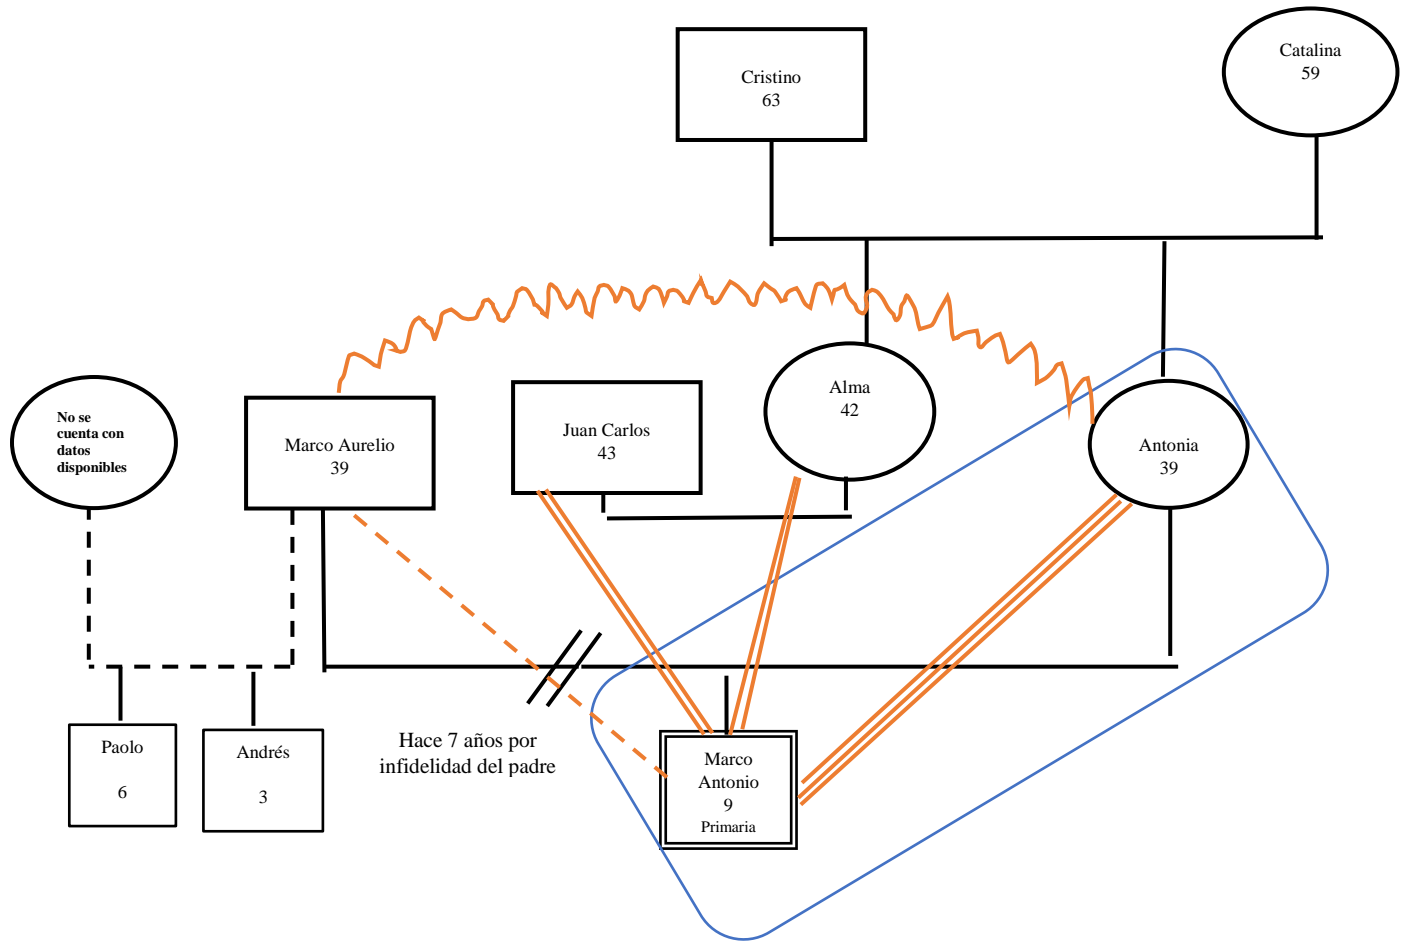 Cristino
63
Catalina
59
No se
cuenta con
datos
disponibles
Marco Aurelio
39
Juan Carlos
43
Alma
42
Antonia
39
Hace 7 años por
infidelidad del padre
Paolo
6
Andrés
3
Marco
Antonio
9
Primaria